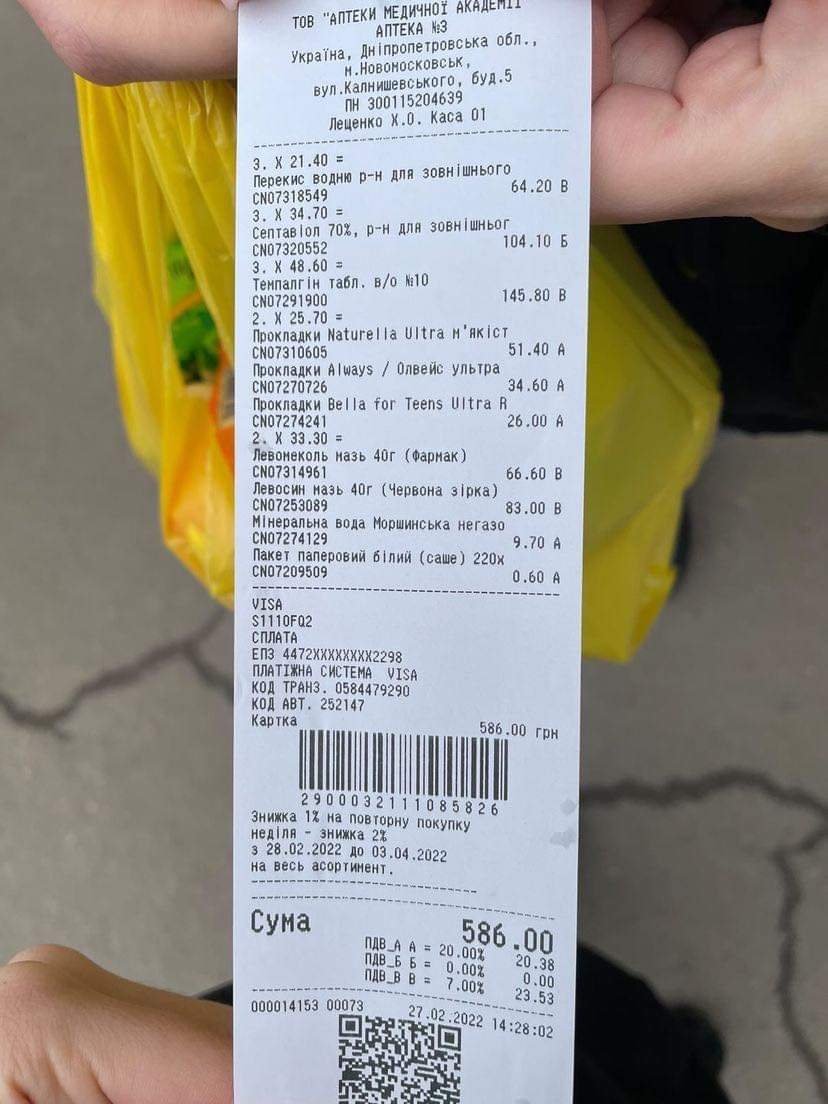 ТОВ "АПТЕКИ МЕДИЧНОЇ АКАДЕМІЇ
АПТЕКА №3
Україна, Дніпропетровська обл.,
м.Новомосковськ,
вул.Калнишевського, буд.5
ПН 300115204639
Лещенко Х.О. Каса 01
3. X 21.40 =
Перекис водню р-н для зовнішнього
CN07318549 64.20 В
3. X 34.70 =
Септавіол 70%, р-н для зовнішньог
CN07320552 104.10 Б
3. X 48.60 =
Темпалгін табл. в/о №10
CN07291900 145.80 В
2. X 25.70 =
Прокладки Naturella Ultra м'якіст
CN07310605 51.40 А
Прокладки Always / Олвейс ультра
CN07270726 34.60 А
Прокладки Bella for Teens Ultra R
CN07274241 26.00 А
2. X 33.30 =
Левомеколь мазь 40г (Фармак)
CN07314961 66.60 В
Левосин мазь 40г (Червона зірка)
CN07253089 83.00 В
Мінеральна вода Моршинська негазо
CN07274129 9.70 А
Пакет паперовий білий (саше) 220х
CN07209509 0.60 А
VISA
S1110FQ2
СПЛАТА
ЕПЗ 4472XXXXXXXX2298
ПЛАТІЖНА СИСТЕМА VISA
КОД ТРАНЗ. 0584479290
КОД АВТ. 252147
Картка 586.00 грн
2900032111085826
Знижка 1% на повторну покупку
неділя - знижка 2%
з 28.02.2022 до 03.04.2022
на весь асортимент.
Сума 586.00
ПДВ_А А = 20.00% 20.38
ПДВ_Б Б = 0.00% 0.00
ПДВ_В В = 7.00% 23.53
000014153 00073 27.02.2022 14:28:02